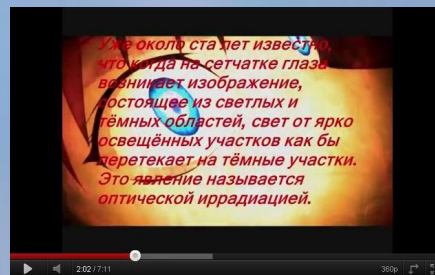 Уже около ста лет известно,
что когда на сетчатке глаза
возникает изображение,
состоящее из светлых и
тёмных областей, свет от ярко
освещённых участков как бы
перетекает на тёмные участки.
Это явление называется
оптической иррадиацией.
2:02 / 7:11
360p